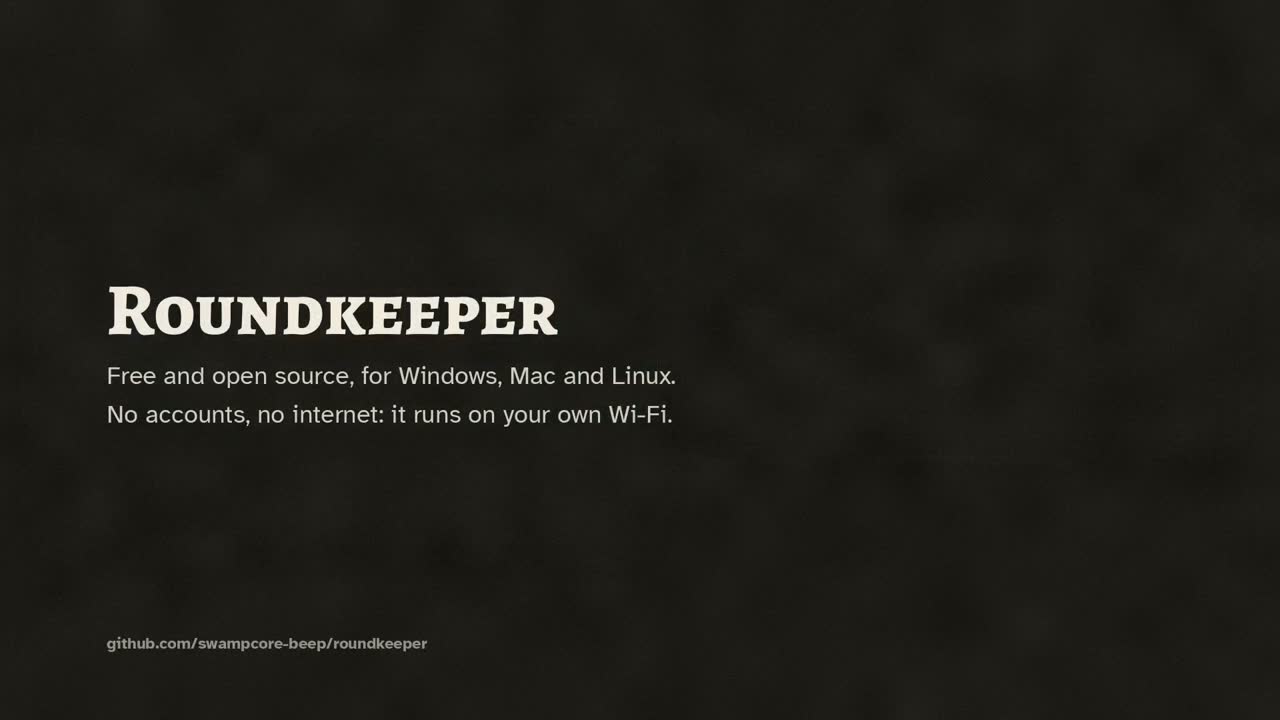 Roundkeeper
Free and open source, for Windows, Mac and Linux.
No accounts, no internet: it runs on your own Wi-Fi.
github.com/swampcore-beep/roundkeeper